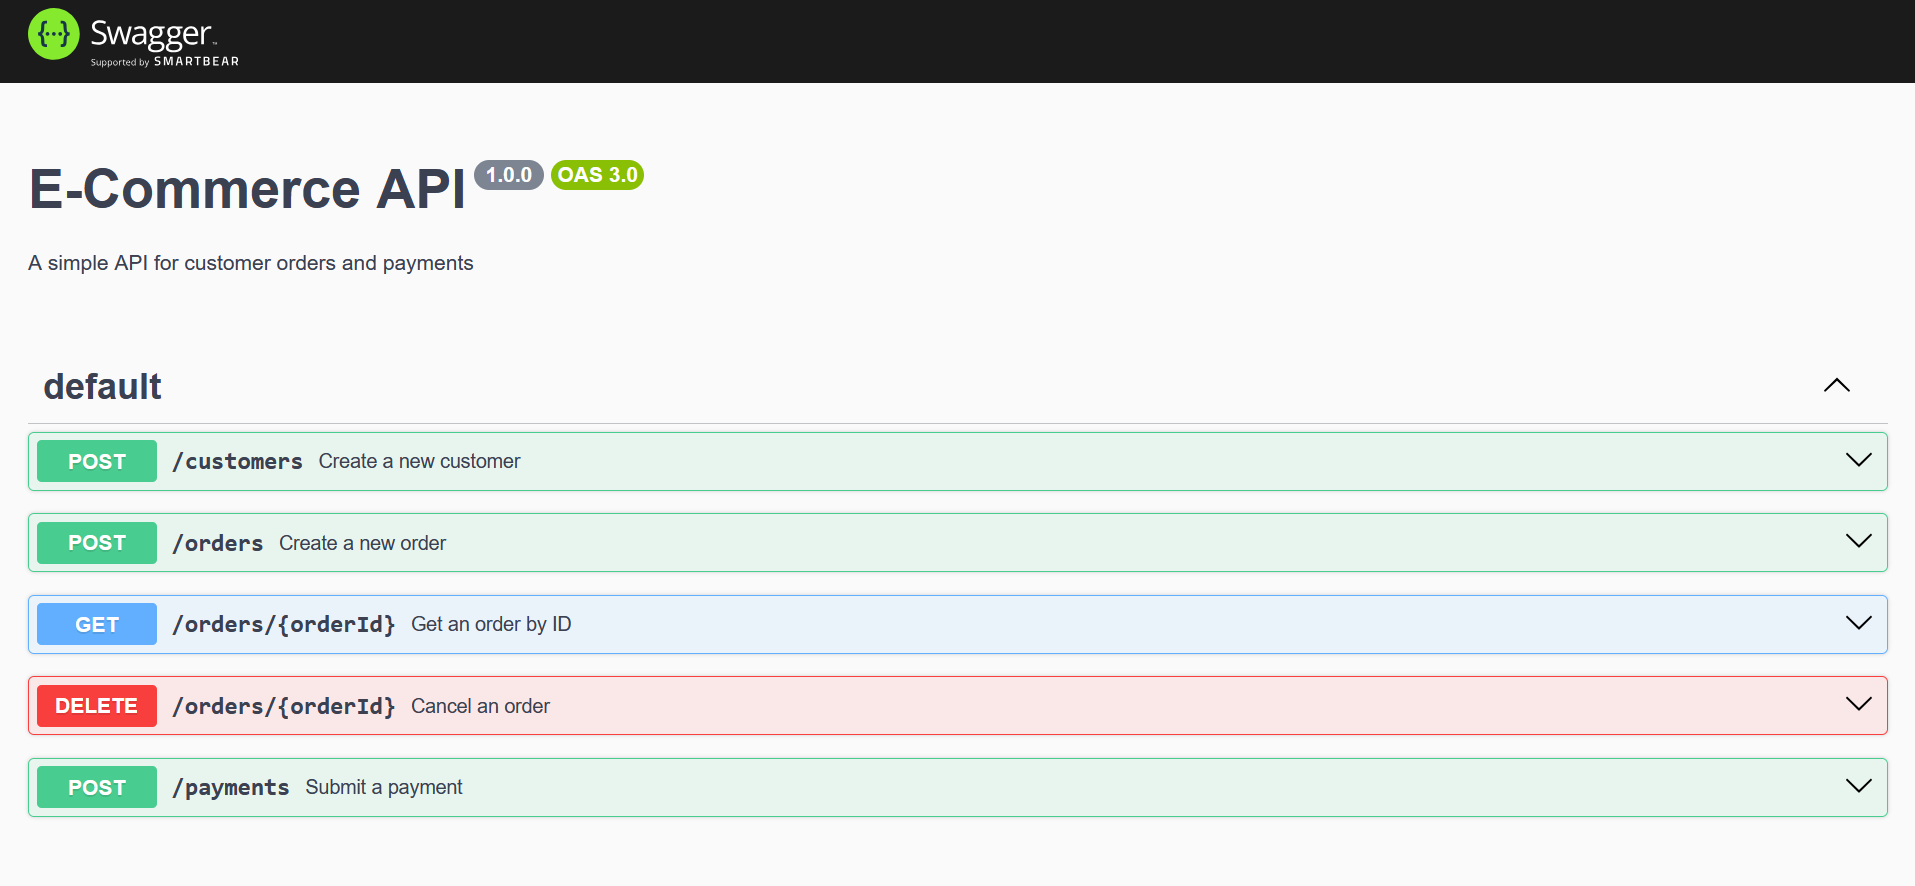 {···} Swagger™
Supported by SMARTBEAR
E-Commerce API 1.0.0 OAS 3.0
A simple API for customer orders and payments
default
POST /customers Create a new customer
POST /orders Create a new order
GET /orders/{orderId} Get an order by ID
DELETE /orders/{orderId} Cancel an order
POST /payments Submit a payment